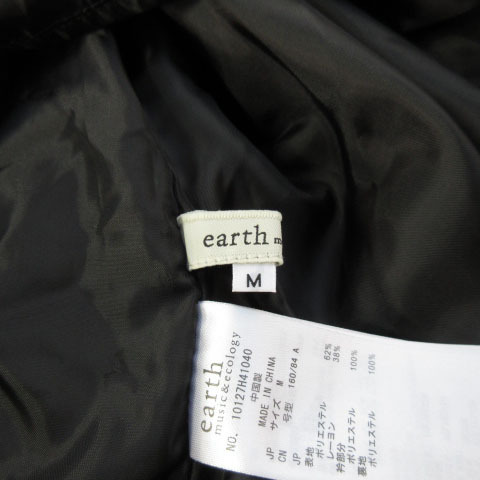 earth
M
earth
music&ecology
NO. 10127H41040
中国製
MADE IN CHINA
JP サイズ M
CN 号型 160/84 A
JP
表地
ポリエステル 62%
レーヨン 38%
衿部分
ポリエステル 100%
裏地
ポリエステル 100%